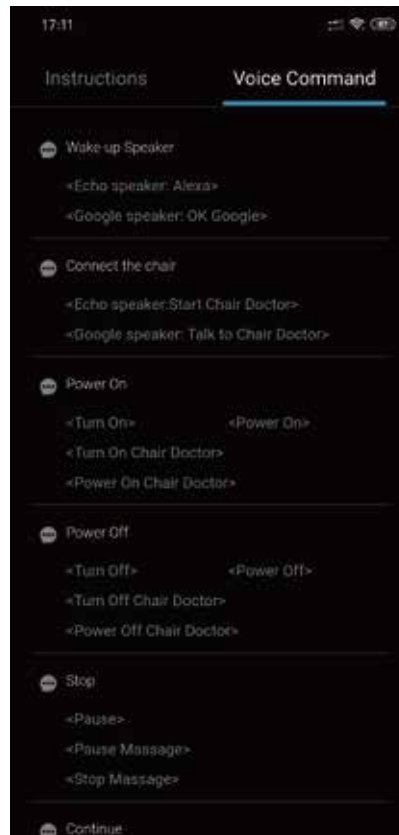 17:11
Instructions Voice Command
Wake-up Speaker
<Echo speaker: Alexa>
<Google speaker: OK Google>
Connect the chair
<Echo speaker:Start Chair Doctor>
<Google speaker: Talk to Chair Doctor>
Power On
<Turn On> <Power On>
<Turn On Chair Doctor>
<Power On Chair Doctor>
Power Off
<Turn Off> <Power Off>
<Turn Off Chair Doctor>
<Power Off Chair Doctor>
Stop
<Pause>
<Pause Massage>
<Stop Massage>
Continue